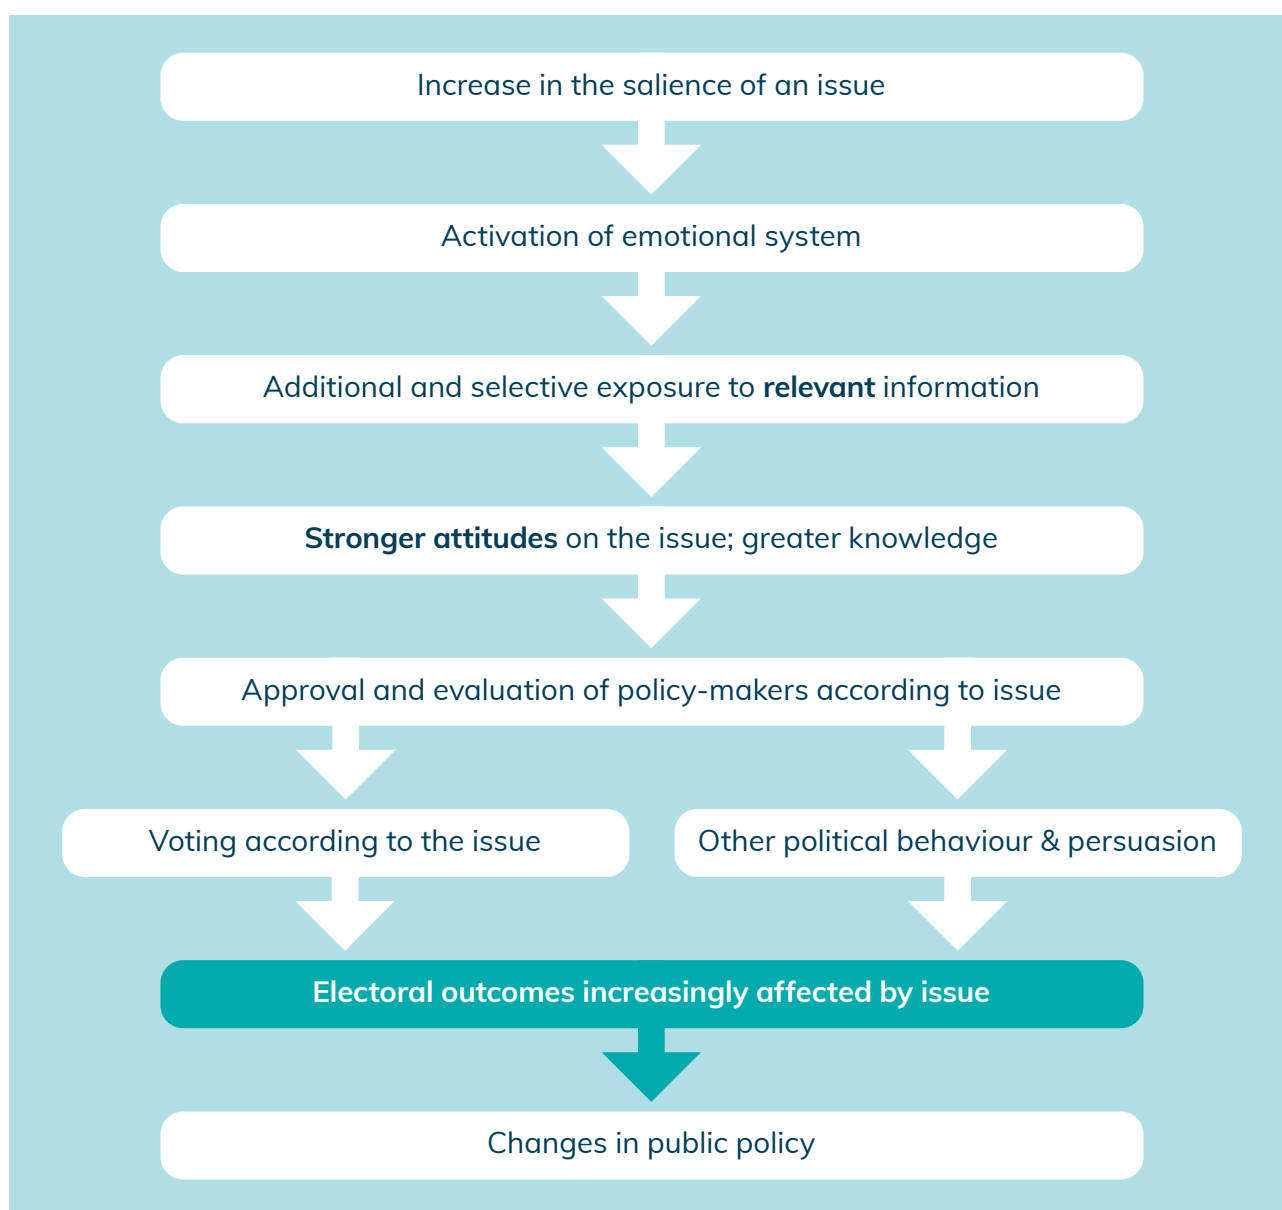 Increase in the salience of an issue
Activation of emotional system
Additional and selective exposure to relevant information
Stronger attitudes on the issue; greater knowledge
Approval and evaluation of policy-makers according to issue
Voting according to the issue
Other political behaviour & persuasion
Electoral outcomes increasingly affected by issue
Changes in public policy